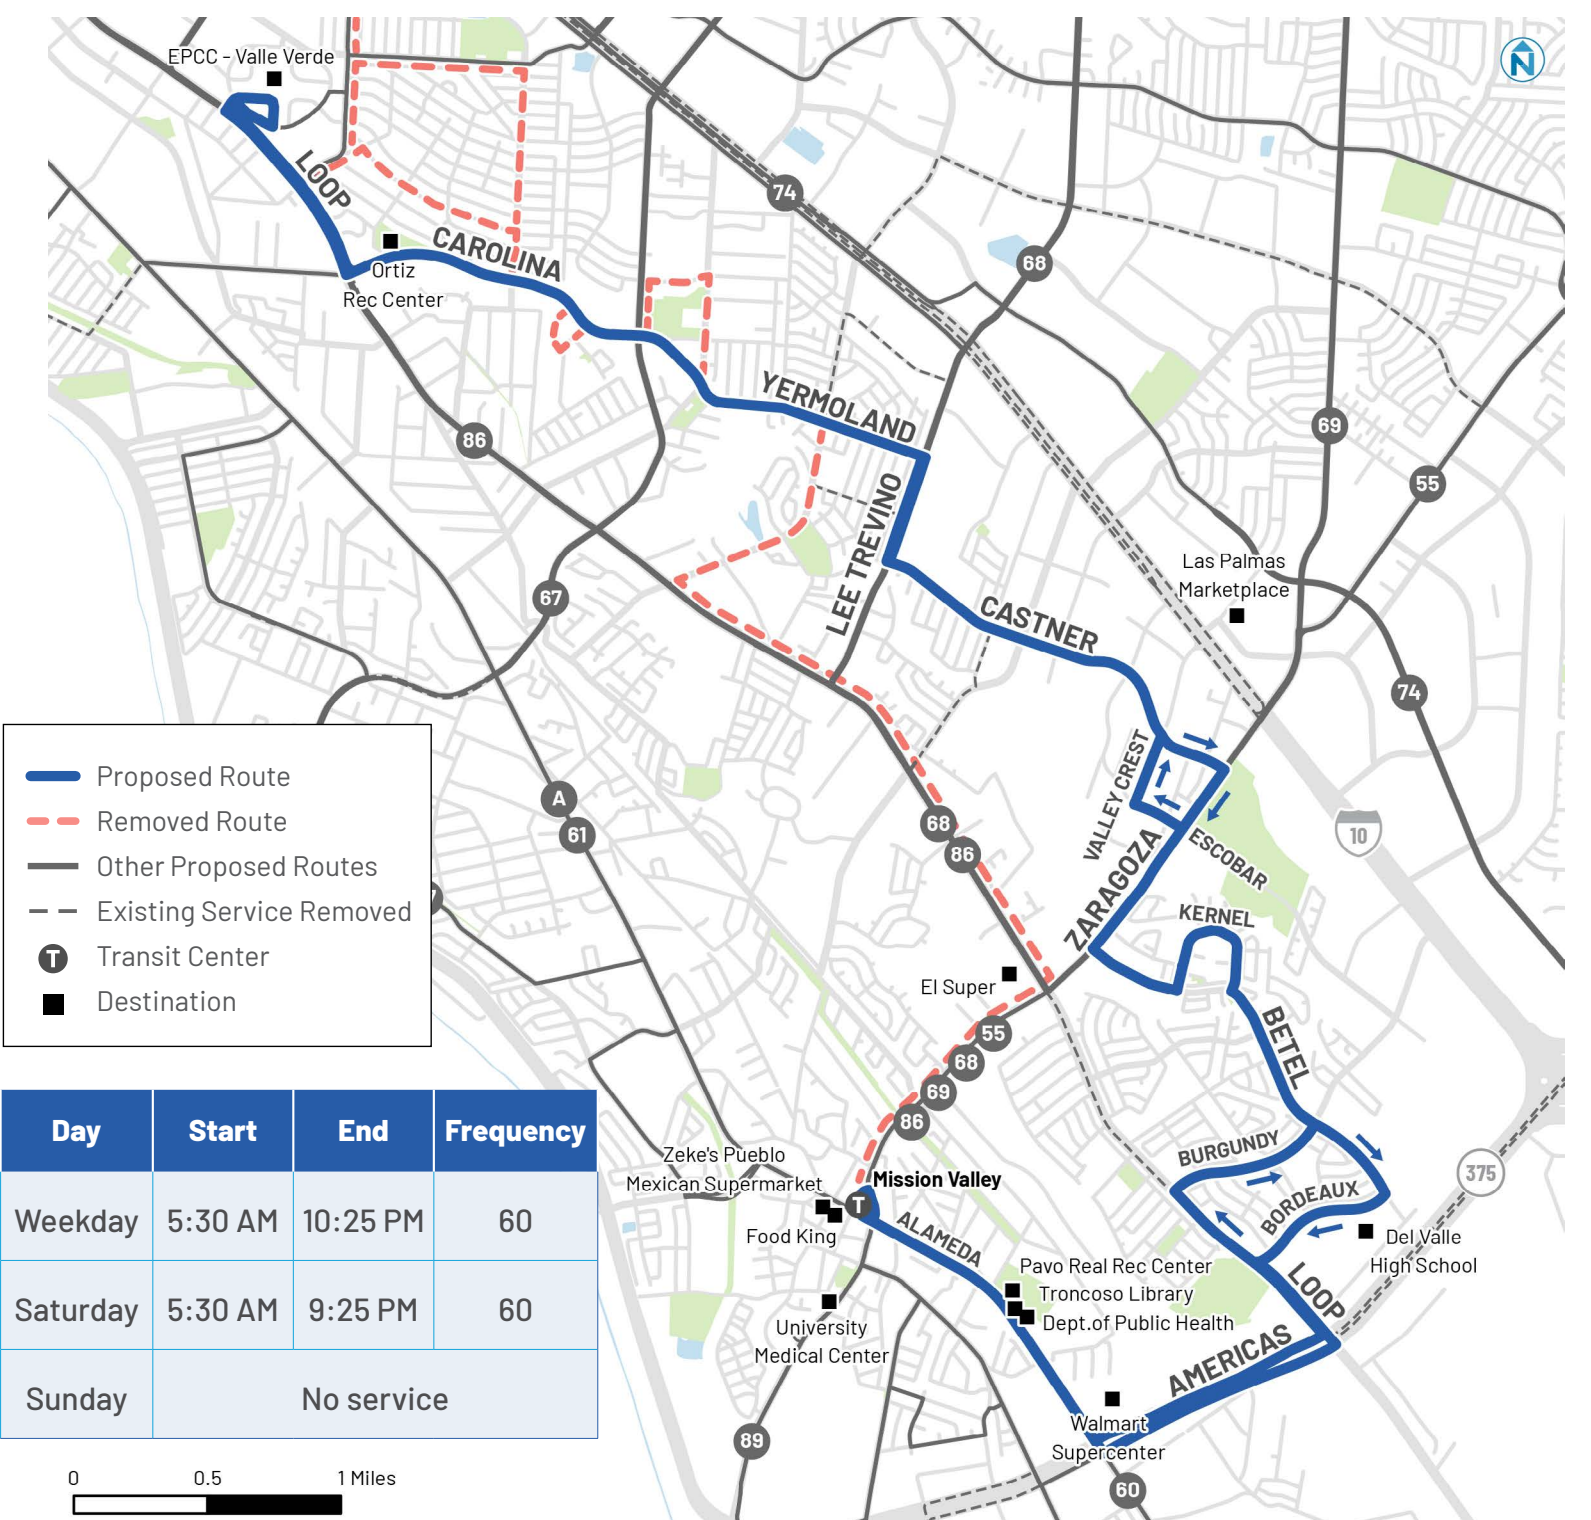 EPCC - Valle Verde
N
LOOP
CAROLINA
Ortiz
Rec Center
74
68
YERMOLAND
86
69
55
LEE TREVINO
Las Palmas
Marketplace
67
CASTNER
74
VALLEY CREST
Proposed Route
Removed Route
Other Proposed Routes
Existing Service Removed
T Transit Center
Destination
A
61
68
86
10
ZARAGOZA
ESCOBAR
KERNEL
El Super
BETEL
55
68
69
86
Day Start End Frequency
Weekday 5:30 AM 10:25 PM 60
Saturday 5:30 AM 9:25 PM 60
Sunday No service
Zeke's Pueblo
Mexican Supermarket
Mission Valley
T
Food King
ALAMEDA
BURGUNDY
BORDEAUX
375
Del Valle
High School
Pavo Real Rec Center
Troncoso Library
Dept.of Public Health
University
Medical Center
LOOP
AMERICAS
Walmart
Supercenter
89
60
0 0.5 1 Miles